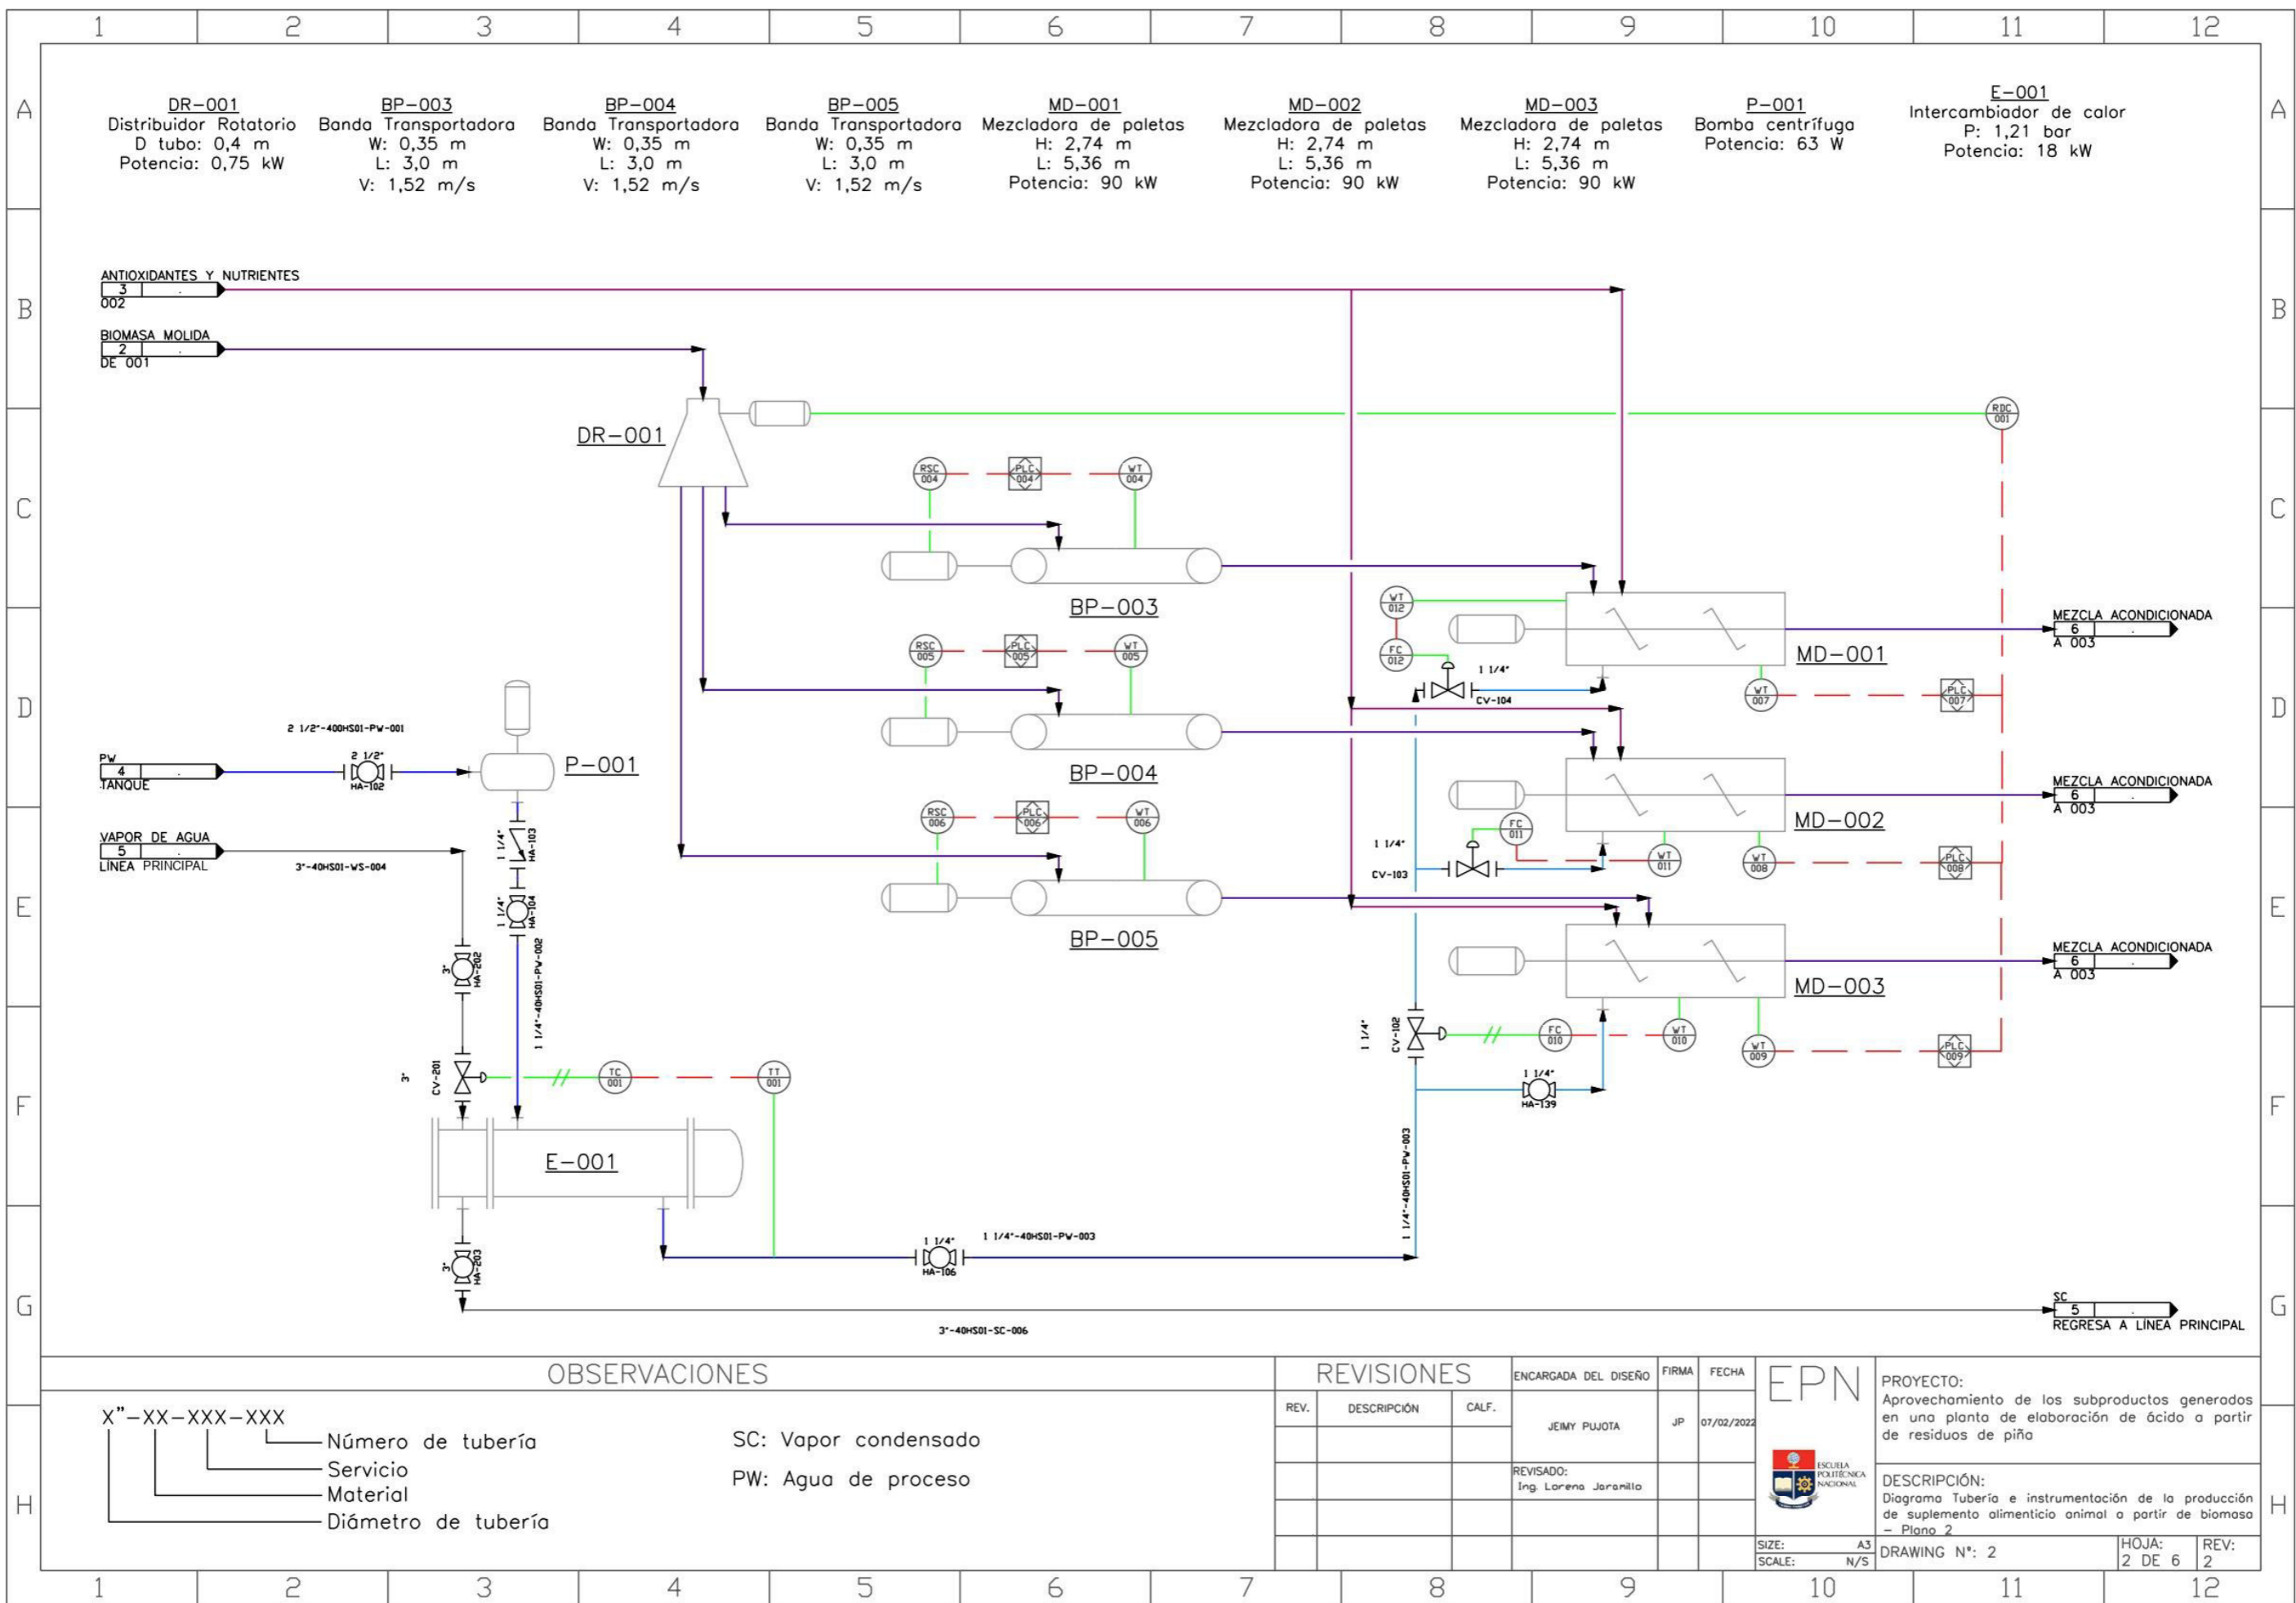 1 2 3 4 5 6 7 8 9 10 11 12
A
DR-001
Distribuidor Rotatorio
D tubo: 0,4 m
Potencia: 0,75 kW
BP-003
Banda Transportadora
W: 0,35 m
L: 3,0 m
V: 1,52 m/s
BP-004
Banda Transportadora
W: 0,35 m
L: 3,0 m
V: 1,52 m/s
BP-005
Banda Transportadora
W: 0,35 m
L: 3,0 m
V: 1,52 m/s
MD-001
Mezcladora de paletas
H: 2,74 m
L: 5,36 m
Potencia: 90 kW
MD-002
Mezcladora de paletas
H: 2,74 m
L: 5,36 m
Potencia: 90 kW
MD-003
Mezcladora de paletas
H: 2,74 m
L: 5,36 m
Potencia: 90 kW
P-001
Bomba centrífuga
Potencia: 63 W
E-001
Intercambiador de calor
P: 1,21 bar
Potencia: 18 kW
A
B
ANTIOXIDANTES Y NUTRIENTES
3 .
002
BIOMASA MOLIDA
2 .
DE 001
B
DR-001
RDC
001
C
RSC
004
PLC
004
WT
004
BP-003
C
RSC
005
PLC
005
WT
005
BP-004
RSC
006
PLC
006
WT
006
BP-005
WT
012
FC
012
1 1/4"
CV-104
MD-001
WT
007
PLC
007
MEZCLA ACONDICIONADA
6 .
A 003
D
D
2 1/2"-400HS01-PW-001
PW
4 .
TANQUE
2 1/2"
HA-102
P-001
VAPOR DE AGUA
5 .
LÍNEA PRINCIPAL
3"-40HS01-WS-004
1 1/4"
HA-103
1 1/4"
HA-104
1 1/4"-40HS01-PW-002
3"
HA-202
1 1/4"
CV-103
FC
011
WT
011
MD-002
WT
008
PLC
008
MEZCLA ACONDICIONADA
6 .
A 003
E
E
MD-003
MEZCLA ACONDICIONADA
6 .
A 003
1 1/4"
CV-102
FC
010
WT
010
WT
009
PLC
009
3"
CV-201
TC
001
TT
001
F
F
1 1/4"
HA-139
E-001
1 1/4"-40HS01-PW-003
3"
HA-203
1 1/4"
HA-106
1 1/4"-40HS01-PW-003
G
G
3"-40HS01-SC-006
SC
5 .
REGRESA A LÍNEA PRINCIPAL
OBSERVACIONES
X"-XX-XXX-XXX
Número de tubería
Servicio
Material
Diámetro de tubería
SC: Vapor condensado
PW: Agua de proceso
REVISIONES
REV. DESCRIPCIÓN CALF.
ENCARGADA DEL DISEÑO FIRMA FECHA
JEIMY PUJOTA JP 07/02/2022
REVISADO:
Ing. Lorena Jaramillo
EPN
ESCUELA
POLITÉCNICA
NACIONAL
SIZE: A3
SCALE: N/S
PROYECTO:
Aprovechamiento de los subproductos generados
en una planta de elaboración de ácido a partir
de residuos de piña
DESCRIPCIÓN:
Diagrama Tubería e instrumentación de la producción
de suplemento alimenticio animal a partir de biomasa
- Plano 2
DRAWING N°: 2
HOJA:
2 DE 6
REV:
2
H
H
1 2 3 4 5 6 7 8 9 10 11 12